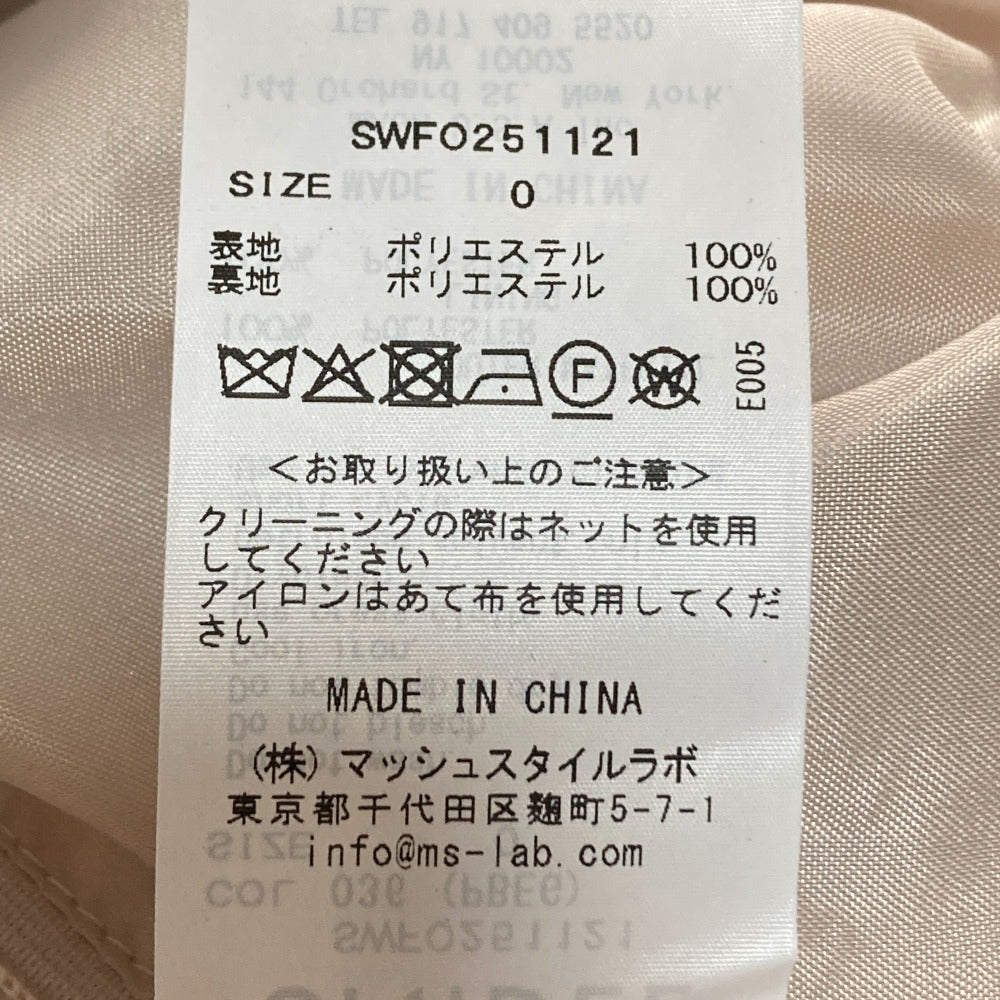 SWFO251121
SIZE 0
表地 ポリエステル 100%
裏地 ポリエステル 100%
F W E005
＜お取り扱い上のご注意＞
クリーニングの際はネットを使用
してください
アイロンはあて布を使用してくだ
さい
MADE IN CHINA
(株)マッシュスタイルラボ
東京都千代田区麹町5-7-1
info@ms-lab.com